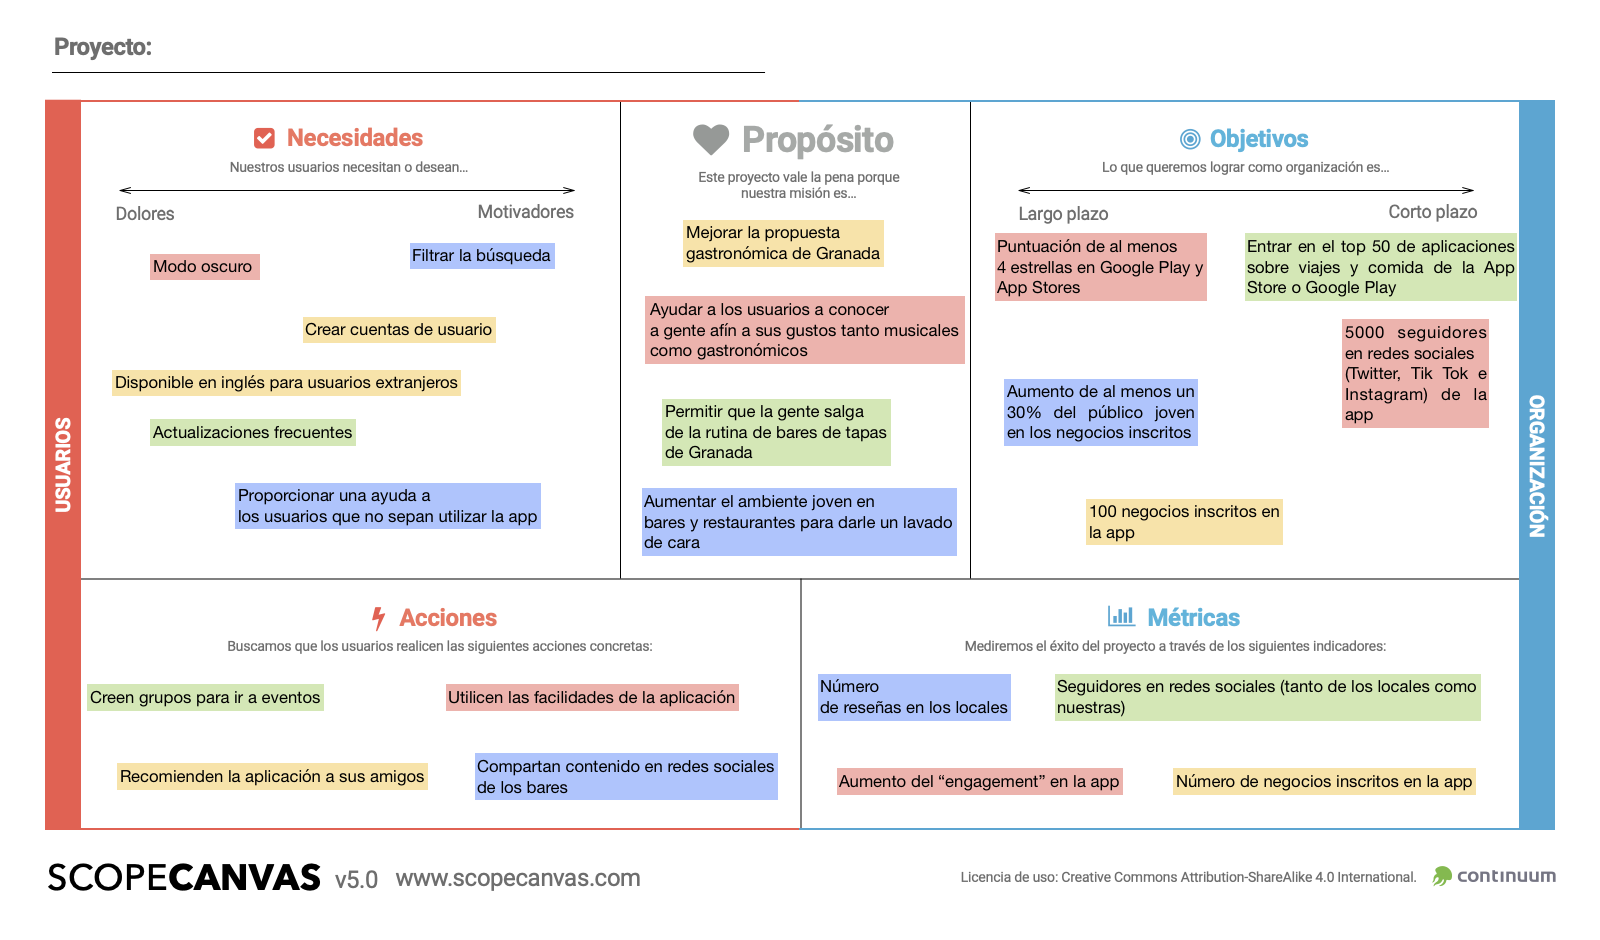 Proyecto:
USUARIOS
Necesidades
Nuestros usuarios necesitan o desean...
Dolores
Motivadores
Modo oscuro
Filtrar la búsqueda
Crear cuentas de usuario
Disponible en inglés para usuarios extranjeros
Actualizaciones frecuentes
Proporcionar una ayuda a
los usuarios que no sepan utilizar la app
Propósito
Este proyecto vale la pena porque
nuestra misión es...
Mejorar la propuesta
gastronómica de Granada
Ayudar a los usuarios a conocer
a gente afín a sus gustos tanto musicales
como gastronómicos
Permitir que la gente salga
de la rutina de bares de tapas
de Granada
Aumentar el ambiente joven en
bares y restaurantes para darle un lavado
de cara
Objetivos
Lo que queremos lograr como organización es...
Largo plazo
Corto plazo
Puntuación de al menos
4 estrellas en Google Play y
App Stores
Entrar en el top 50 de aplicaciones
sobre viajes y comida de la App
Store o Google Play
5000 seguidores
en redes sociales
(Twitter, Tik Tok e
Instagram) de la
app
Aumento de al menos un
30% del público joven
en los negocios inscritos
100 negocios inscritos en
la app
ORGANIZACIÓN
Acciones
Buscamos que los usuarios realicen las siguientes acciones concretas:
Creen grupos para ir a eventos
Utilicen las facilidades de la aplicación
Recomienden la aplicación a sus amigos
Compartan contenido en redes sociales
de los bares
Métricas
Mediremos el éxito del proyecto a través de los siguientes indicadores:
Número
de reseñas en los locales
Seguidores en redes sociales (tanto de los locales como
nuestras)
Aumento del “engagement” en la app
Número de negocios inscritos en la app
SCOPECANVAS v5.0 www.scopecanvas.com
Licencia de uso: Creative Commons Attribution-ShareAlike 4.0 International.
continuum